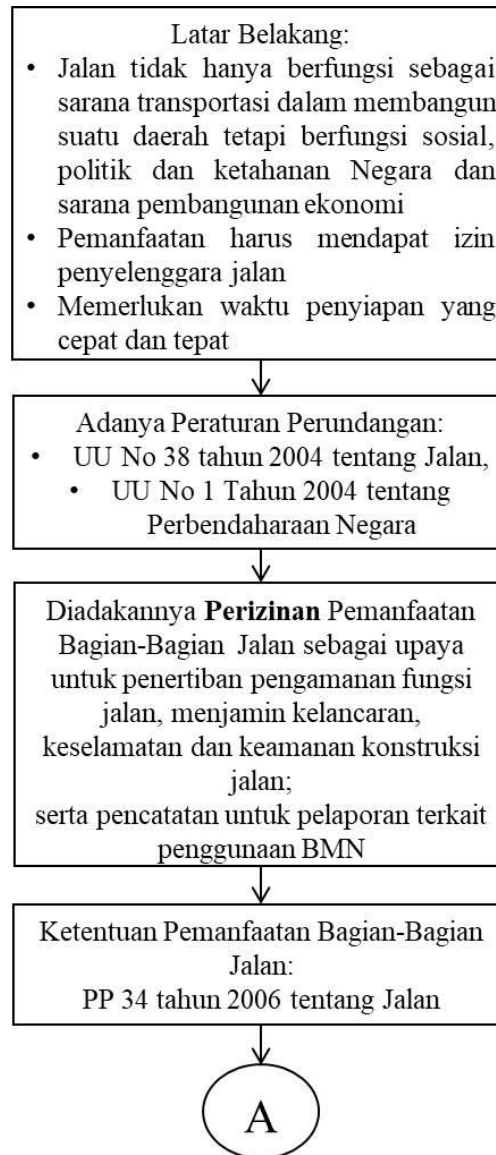 Latar Belakang:
• Jalan tidak hanya berfungsi sebagai
sarana transportasi dalam membangun
suatu daerah tetapi berfungsi sosial,
politik dan ketahanan Negara dan
sarana pembangunan ekonomi
• Pemanfaatan harus mendapat izin
penyelenggara jalan
• Memerlukan waktu penyiapan yang
cepat dan tepat
Adanya Peraturan Perundangan:
• UU No 38 tahun 2004 tentang Jalan,
• UU No 1 Tahun 2004 tentang
Perbendaharaan Negara
Diadakannya Perizinan Pemanfaatan
Bagian-Bagian Jalan sebagai upaya
untuk penertiban pengamanan fungsi
jalan, menjamin kelancaran,
keselamatan dan keamanan konstruksi
jalan;
serta pencatatan untuk pelaporan terkait
penggunaan BMN
Ketentuan Pemanfaatan Bagian-Bagian
Jalan:
PP 34 tahun 2006 tentang Jalan
A